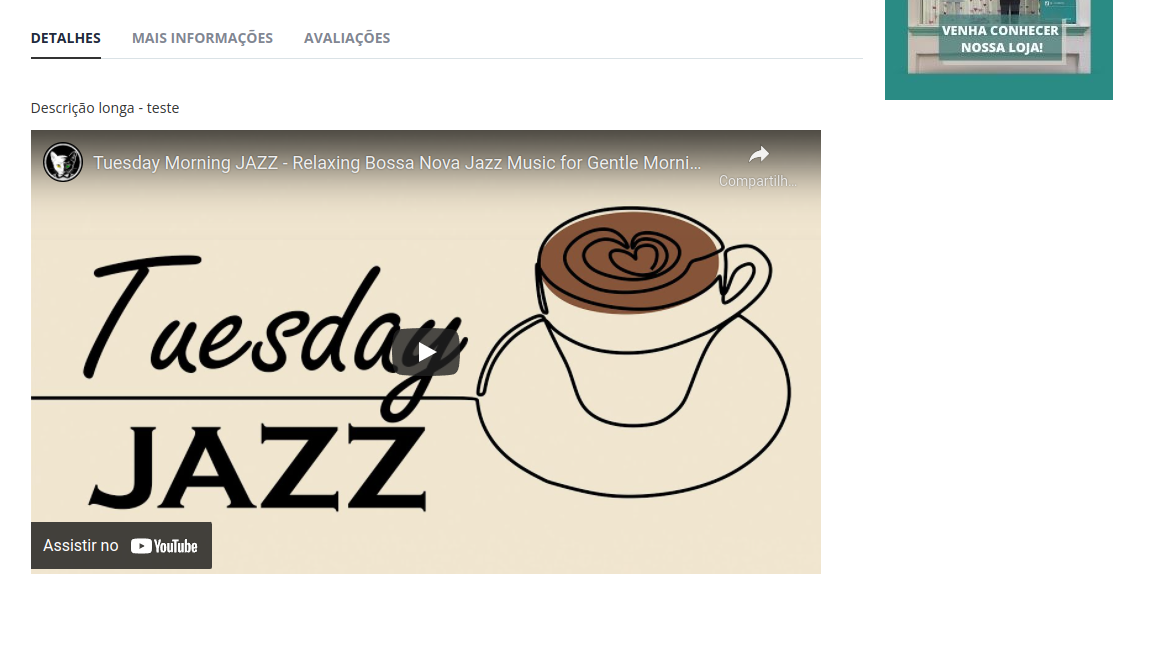 DETALHES MAIS INFORMAÇÕES AVALIAÇÕES
VENHA CONHECER
NOSSA LOJA!
Descrição longa - teste
Tuesday Morning JAZZ - Relaxing Bossa Nova Jazz Music for Gentle Morni...
Compartilh...
Tuesday
JAZZ
Assistir no YouTube